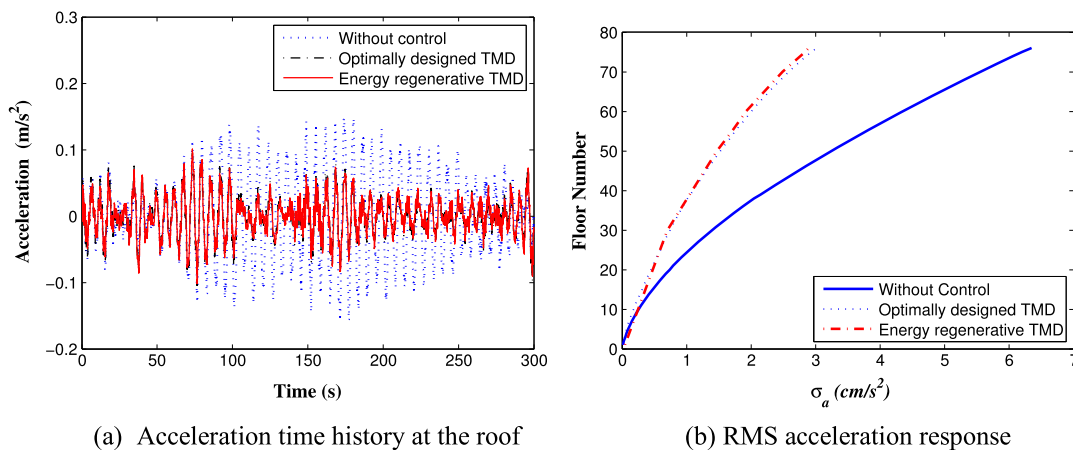 0.3
0.2
0.1
0
−0.1
−0.2
Acceleration (m/s²)
Without control
Optimally designed TMD
Energy regenerative TMD
0 50 100 150 200 250 300
Time (s)
(a) Acceleration time history at the roof
80
70
60
50
40
30
20
10
0
Floor Number
Without Control
Optimally designed TMD
Energy regenerative TMD
0 1 2 3 4 5 6 7
σₐ (cm/s²)
(b) RMS acceleration response